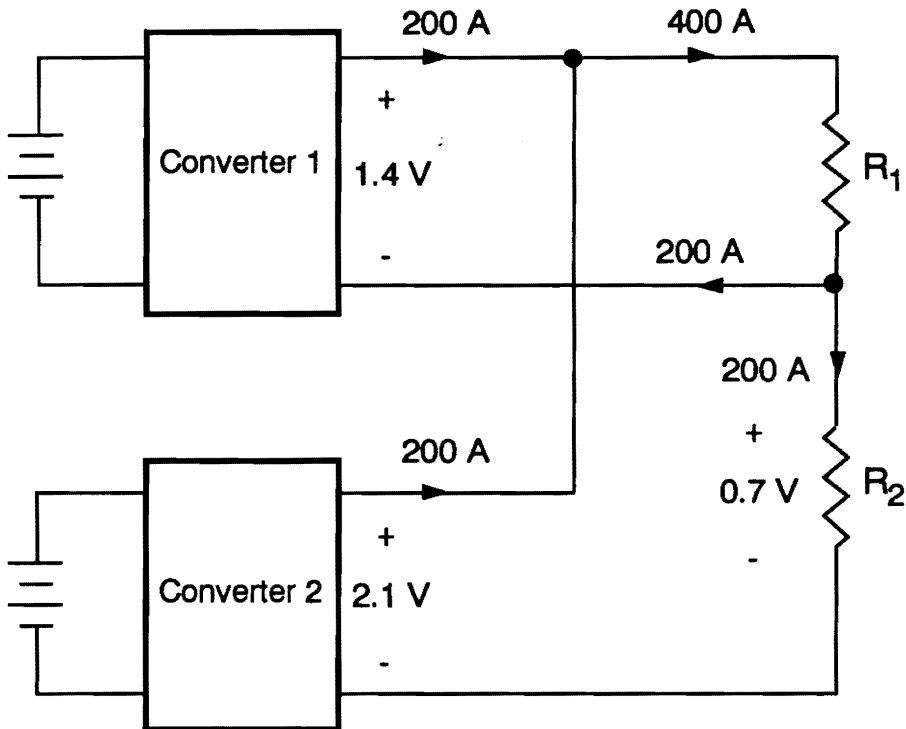 200 A
400 A
+
Converter 1
1.4 V
-
R1
200 A
200 A
+
0.7 V
-
R2
200 A
+
Converter 2
2.1 V
-